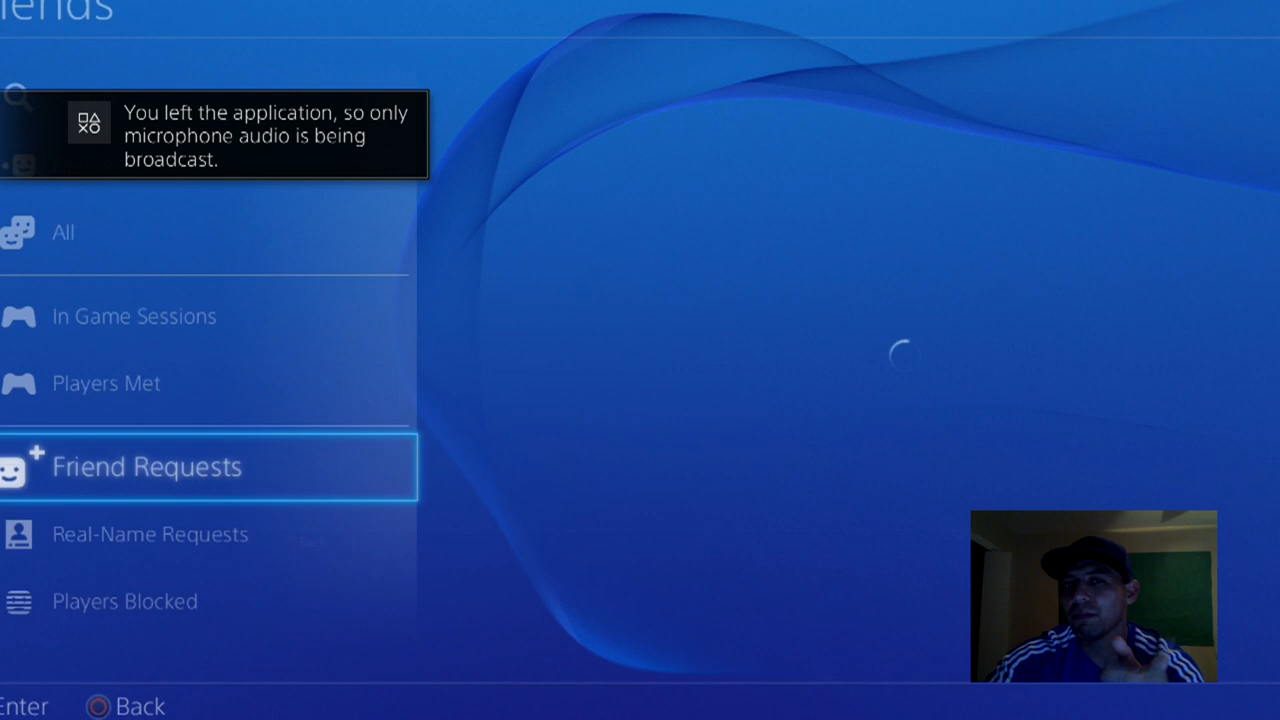 iends
You left the application, so only
microphone audio is being
broadcast.
All
In Game Sessions
Players Met
Friend Requests
Real-Name Requests
Players Blocked
Enter
Back